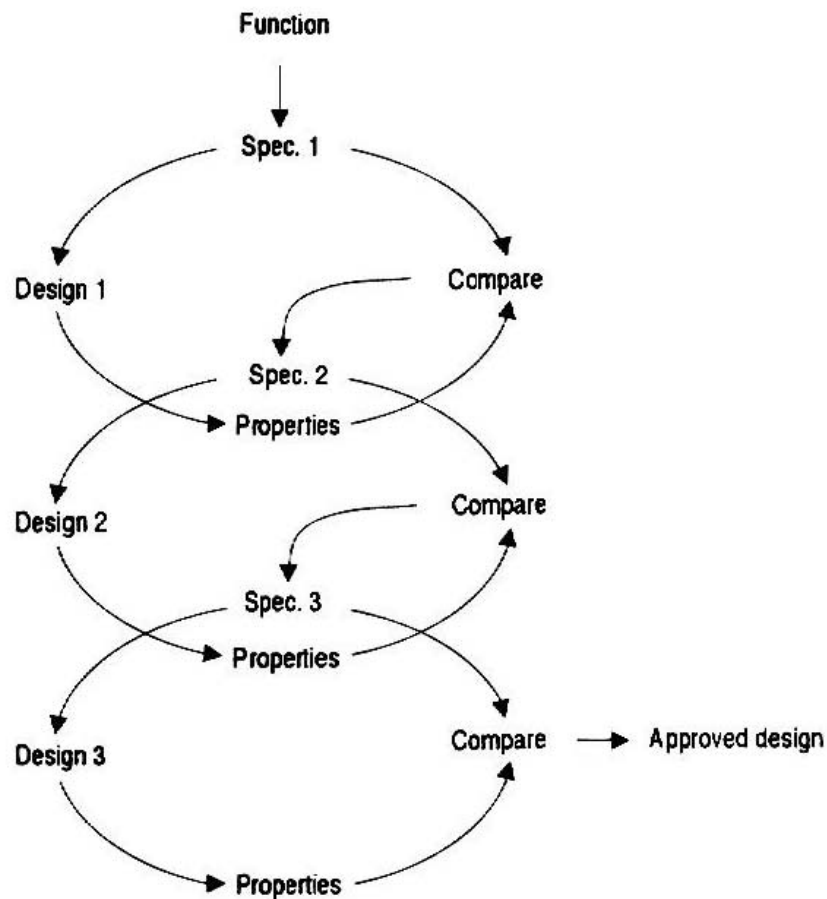 Function
Spec. 1
Design 1
Compare
Spec. 2
Properties
Design 2
Compare
Spec. 3
Properties
Design 3
Compare
Approved design
Properties